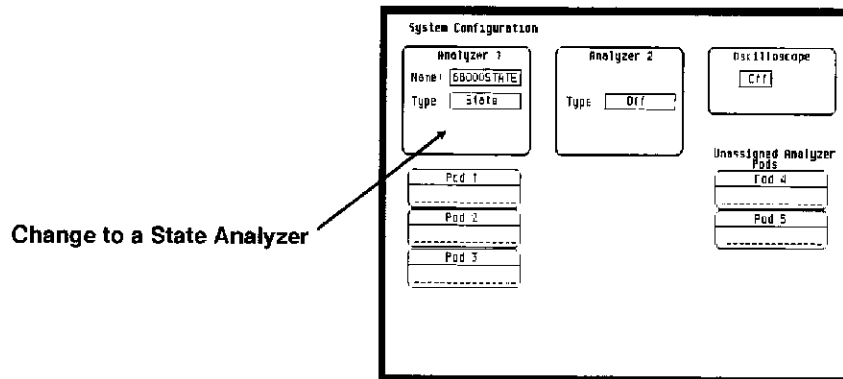 System Configuration
Analyzer 1
Name: 68000STATE
Type State
Analyzer 2
Type Off
Oscilloscope
Off
Unassigned Analyzer
Pods
Pod 1
Pod 2
Pod 3
Pod 4
Pod 5
Change to a State Analyzer